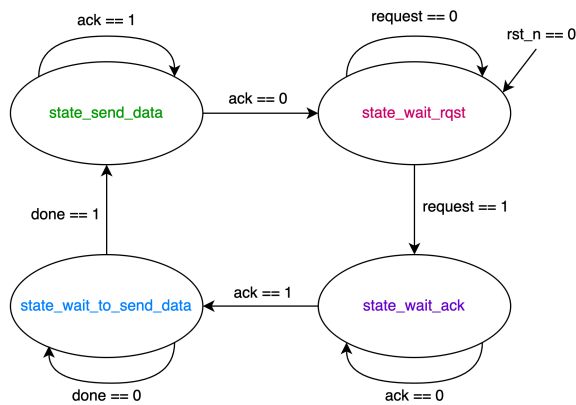 ack == 1
request == 0
rst_n == 0
state_send_data
ack == 0
state_wait_rqst
done == 1
request == 1
state_wait_to_send_data
ack == 1
state_wait_ack
done == 0
ack == 0